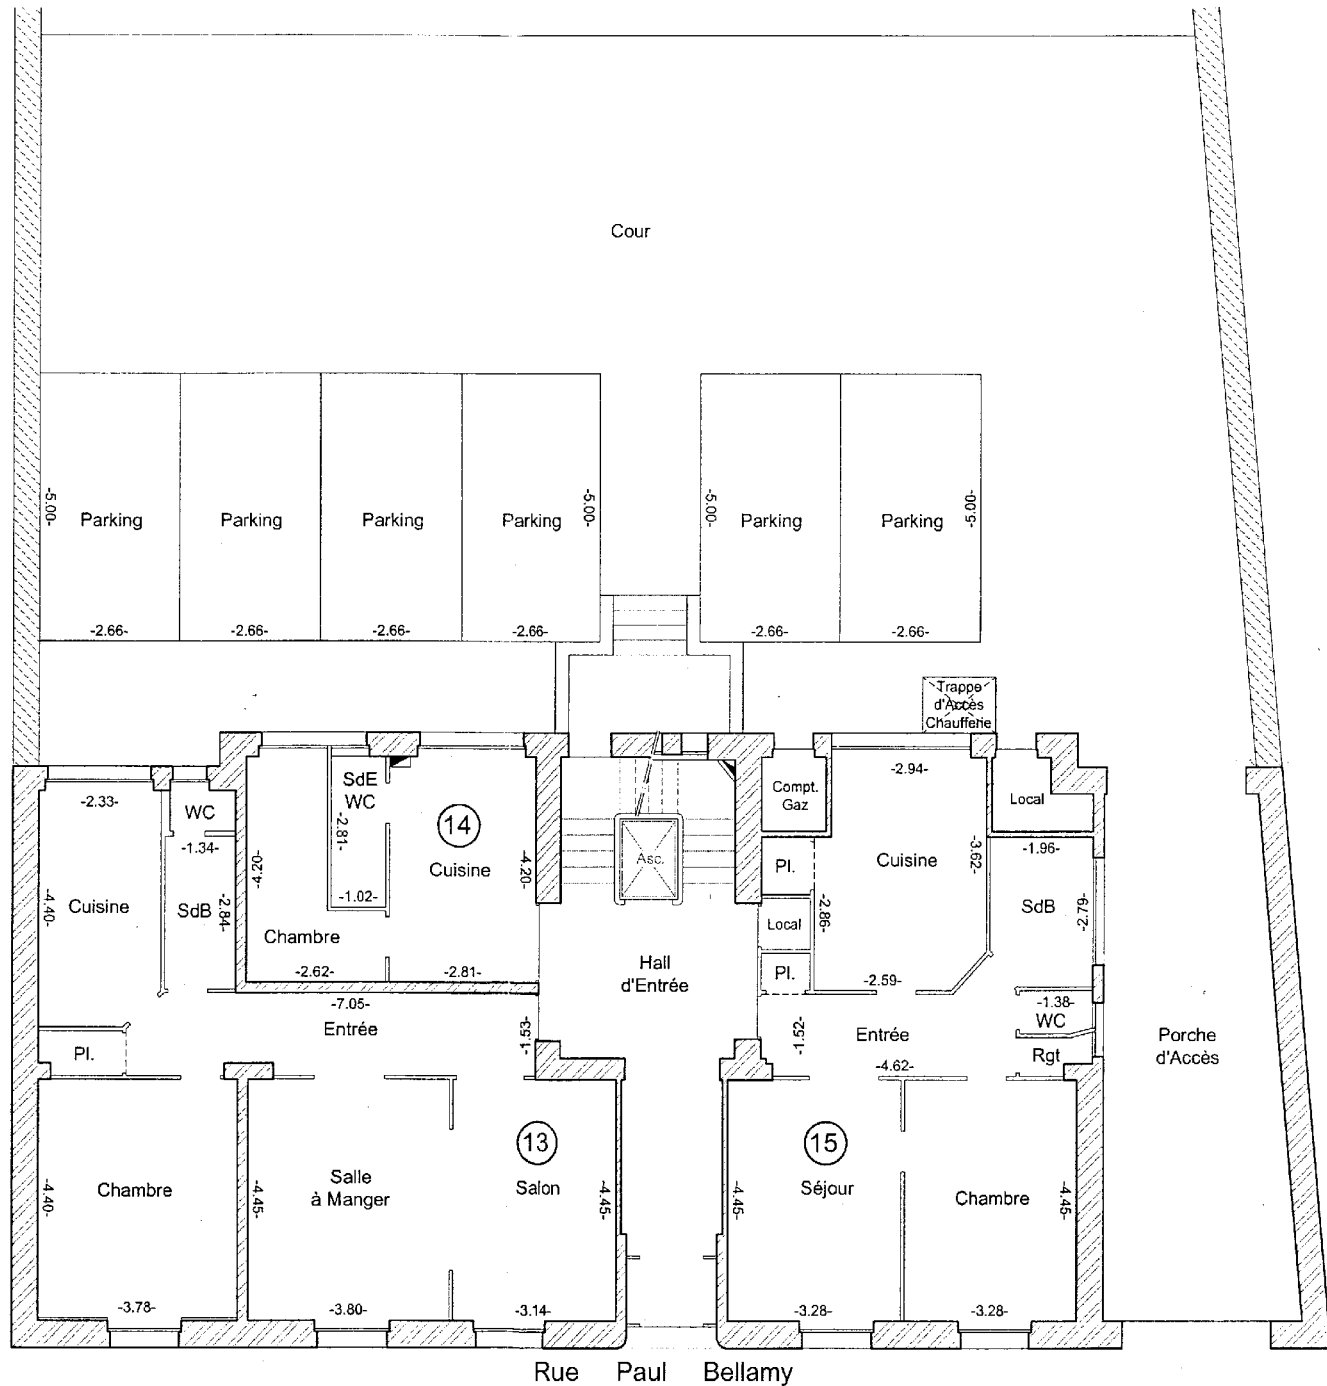 Cour
-5.00-
Parking
Parking
Parking
Parking
-5.00-
-5.00-
Parking
Parking
-5.00-
-2.66-
-2.66-
-2.66-
-2.66-
-2.66-
-2.66-
Trappe
d'Accès
Chaufferie
-2.33-
WC
-1.34-
-4.40-
Cuisine
SdB
-2.84-
-4.20-
SdE
WC
-2.81-
-1.02-
Chambre
-2.62-
14
Cuisine
-4.20-
-2.81-
Asc.
Hall
d'Entrée
Compt.
Gaz
Pl.
Local
Pl.
-2.94-
Cuisine
-3.62-
-2.86-
-2.59-
Local
-1.96-
SdB
-2.79-
-1.38-
WC
Rgt
-7.05-
Entrée
-1.53-
Pl.
-1.52-
Entrée
-4.62-
Porche
d'Accès
-4.40-
Chambre
-3.78-
-4.45-
Salle
à Manger
-3.80-
13
Salon
-4.45-
-3.14-
-4.45-
15
Séjour
-3.28-
Chambre
-4.45-
-3.28-
Rue Paul Bellamy